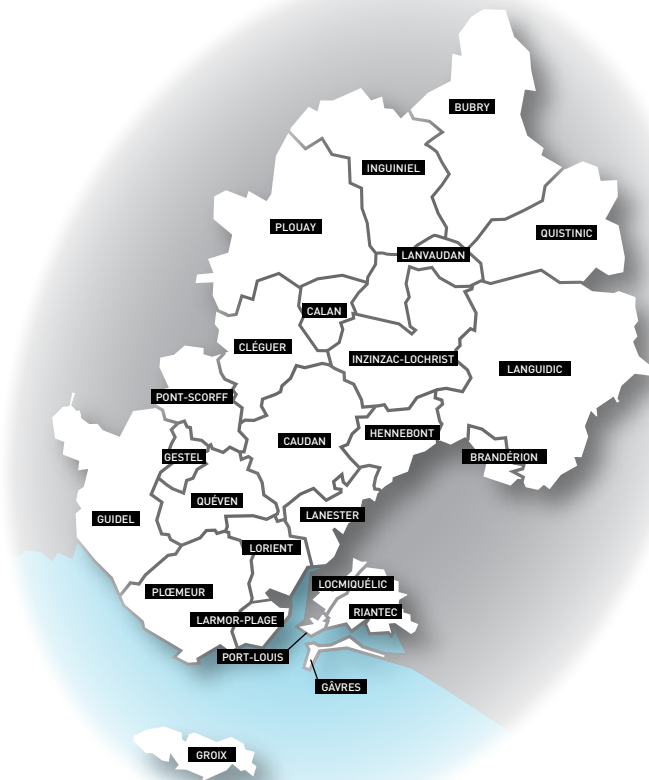 BUBRY
INGUINIEL
PLOUAY
QUISTINIC
LANVAUDAN
CALAN
CLÉGUER
INZINZAC-LOCHRIST
LANGUIDIC
PONT-SCORFF
HENNEBONT
CAUDAN
GESTEL
BRANDÉRION
QUÉVEN
LANESTER
GUIDEL
LORIENT
LOCMIQUÉLIC
PLŒMEUR
RIANTEC
LARMOR-PLAGE
PORT-LOUIS
GÂVRES
GROIX